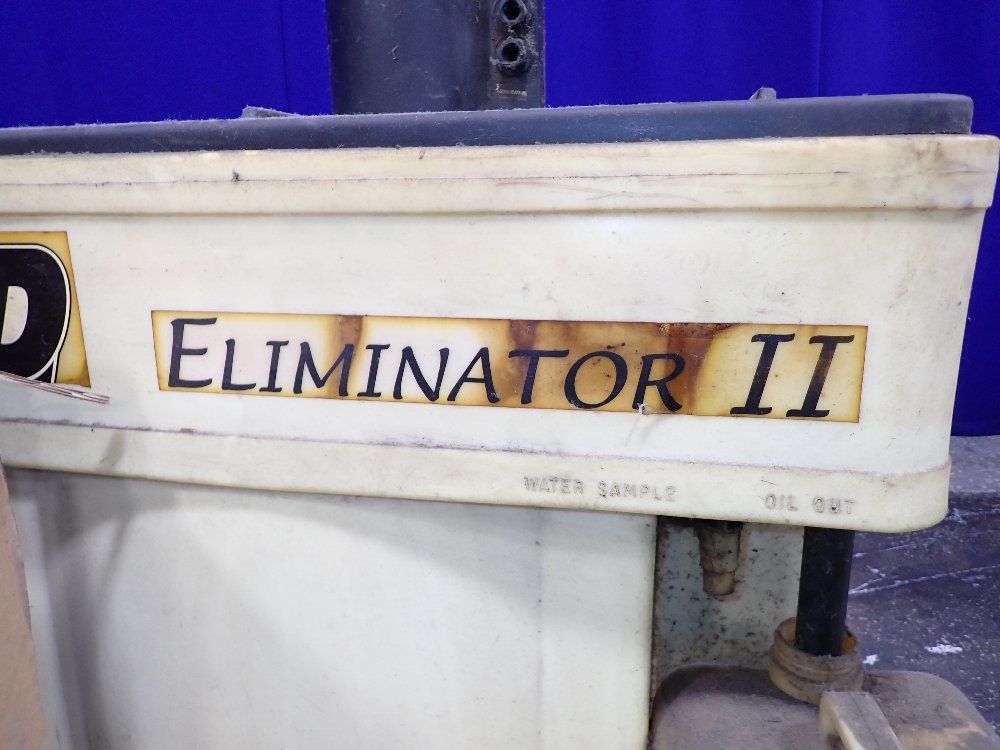 D
ELIMINATOR II
WATER SAMPLE
OIL OUT